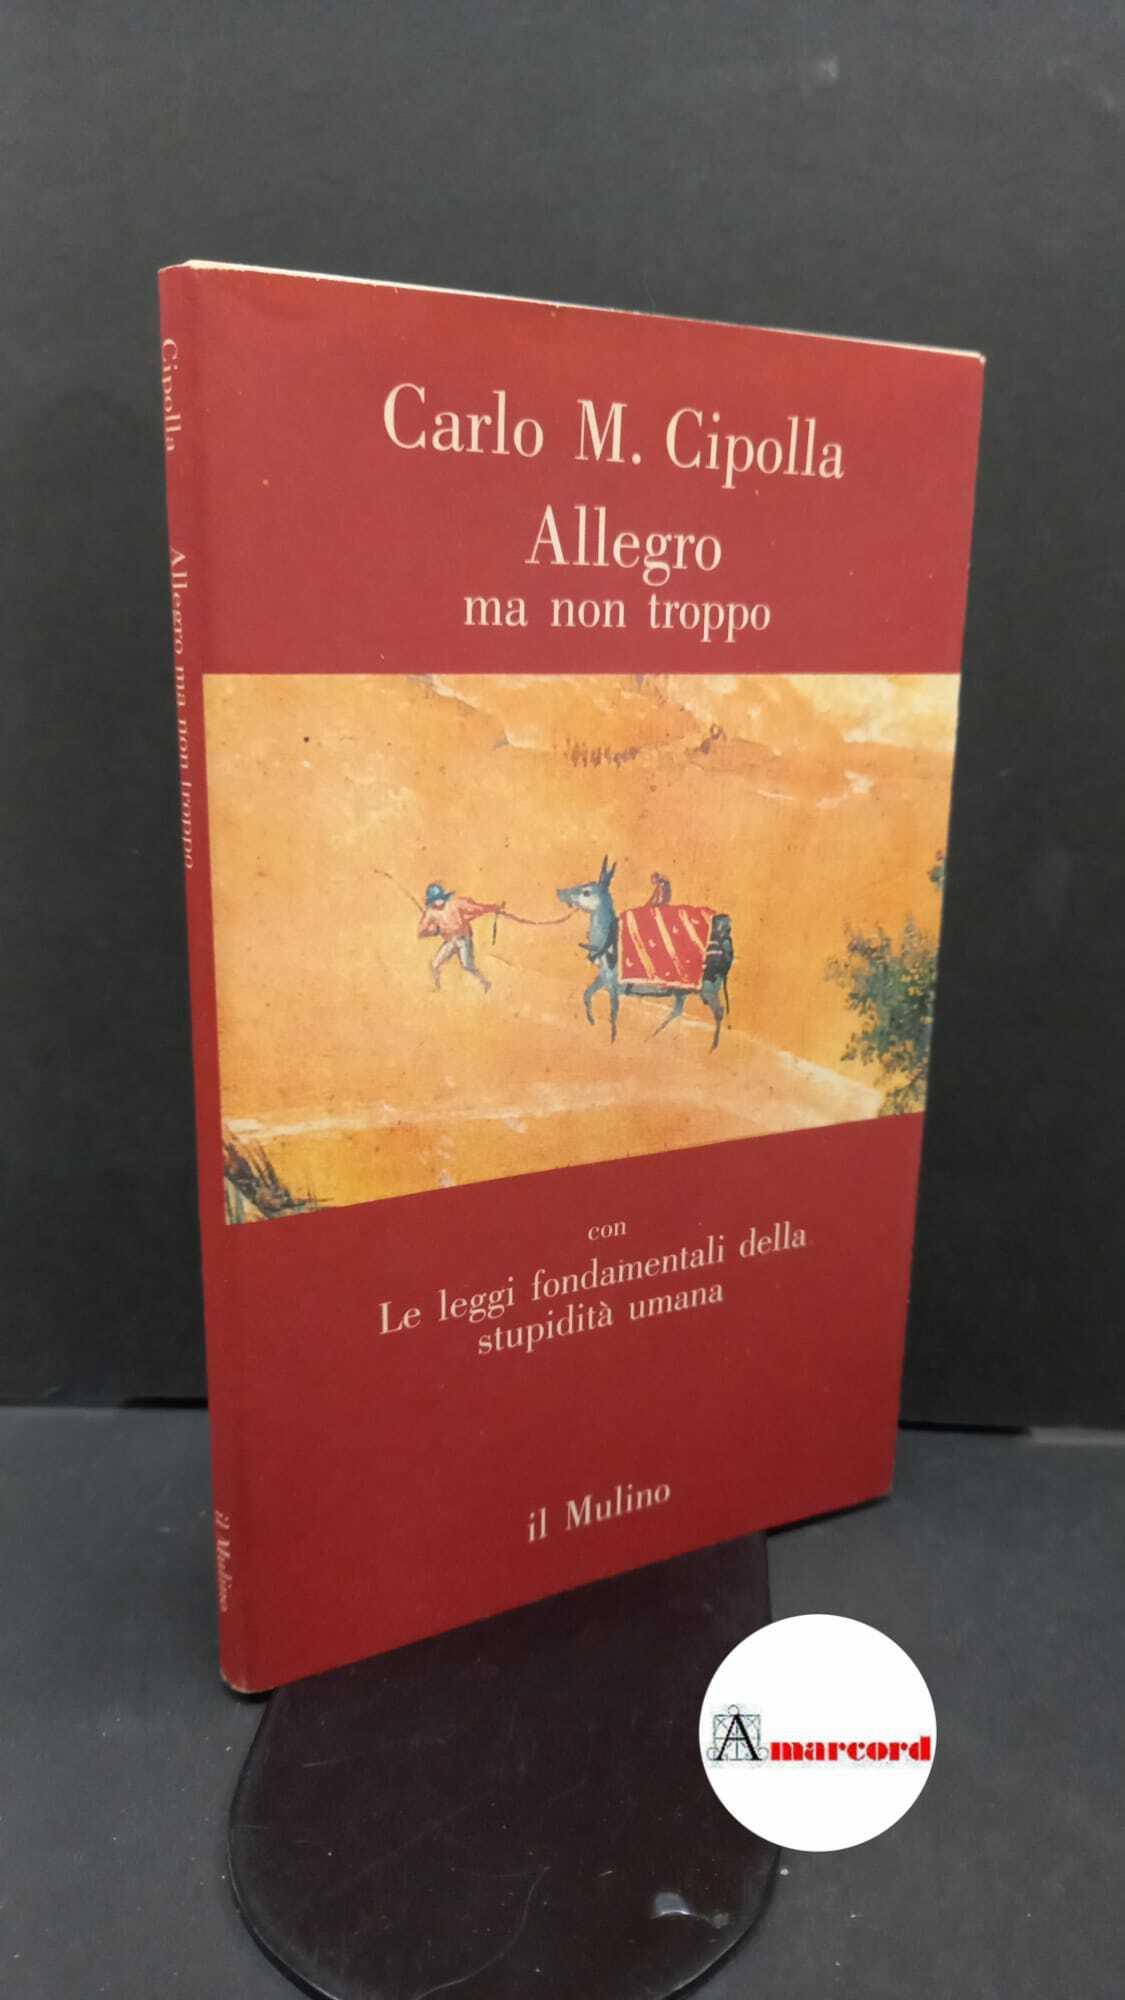 Carlo M. Cipolla
Allegro
ma non troppo
con
Le leggi fondamentali della
stupidità umana
il Mulino
Cipolla Allegro ma non troppo il Mulino
Amarcord